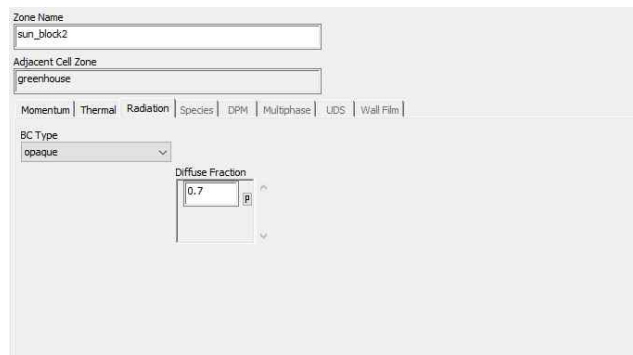 Zone Name
sun_block2
Adjacent Cell Zone
greenhouse
Momentum Thermal Radiation Species DPM Multiphase UDS Wall Film
BC Type
opaque
Diffuse Fraction
0.7
P